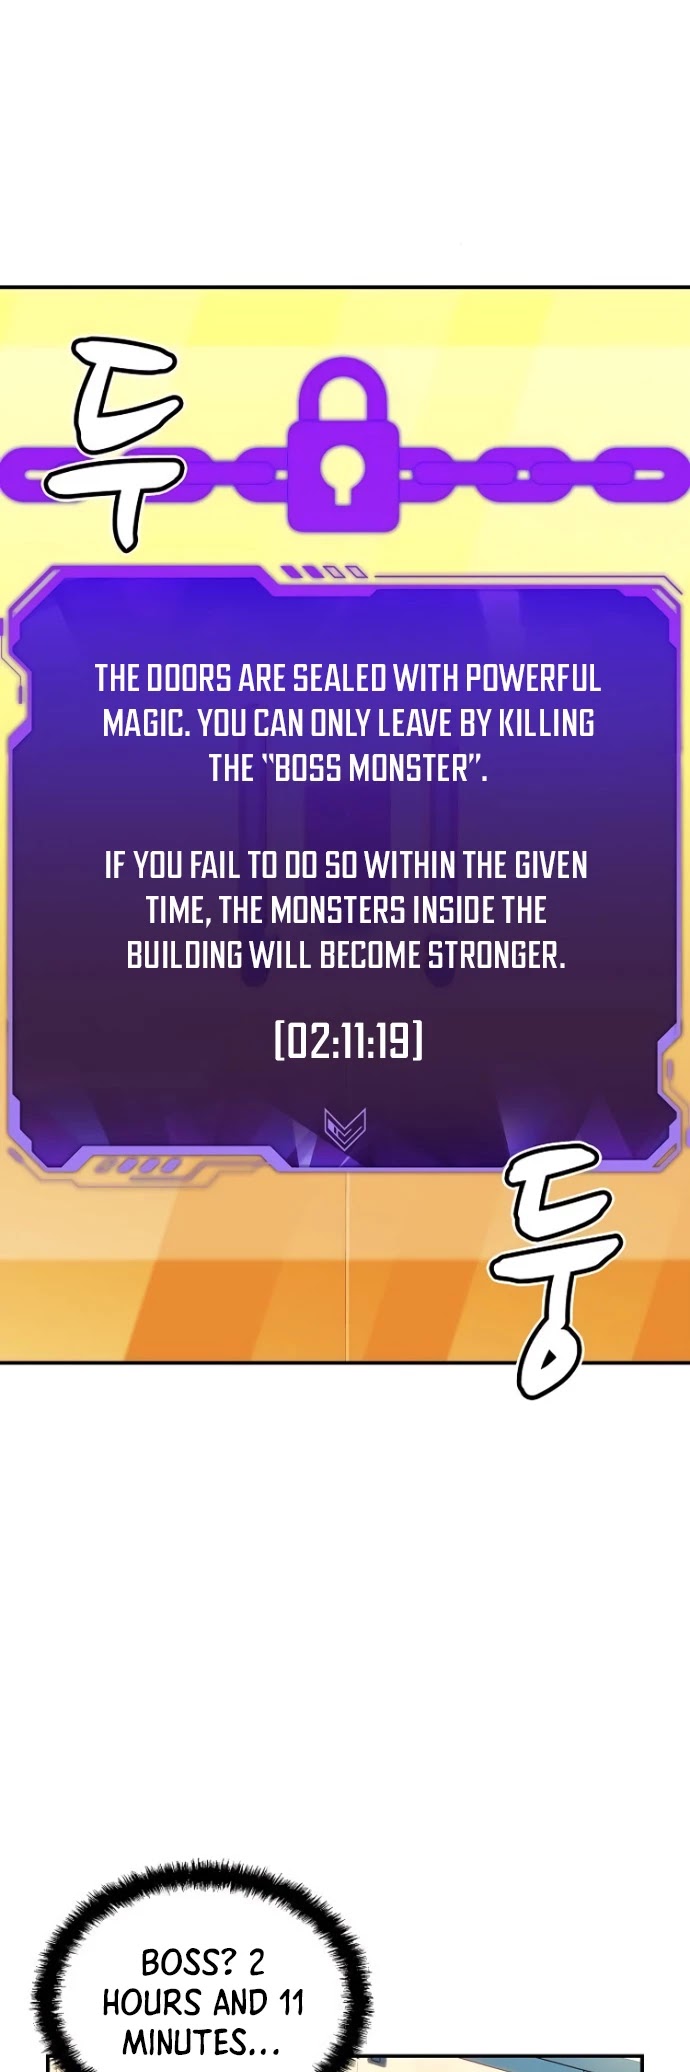 두
THE DOORS ARE SEALED WITH POWERFUL
MAGIC. YOU CAN ONLY LEAVE BY KILLING
THE "BOSS MONSTER".
IF YOU FAIL TO DO SO WITHIN THE GIVEN
TIME, THE MONSTERS INSIDE THE
BUILDING WILL BECOME STRONGER.
[02:11:19]
둥
BOSS? 2
HOURS AND 11
MINUTES...